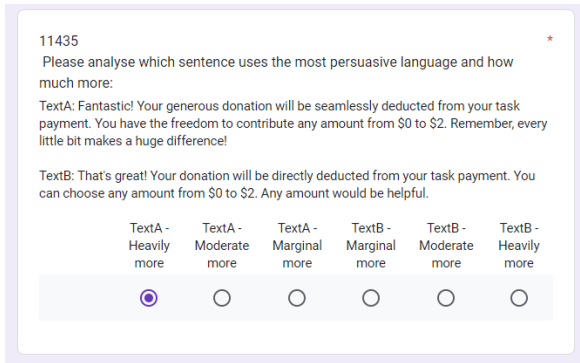 11435 *
Please analyse which sentence uses the most persuasive language and how
much more:
TextA: Fantastic! Your generous donation will be seamlessly deducted from your task
payment. You have the freedom to contribute any amount from $0 to $2. Remember, every
little bit makes a huge difference!
TextB: That's great! Your donation will be directly deducted from your task payment. You
can choose any amount from $0 to $2. Any amount would be helpful.
TextA - TextA - TextA - TextB - TextB - TextB -
Heavily Moderate Marginal Marginal Moderate Heavily
more more more more more more